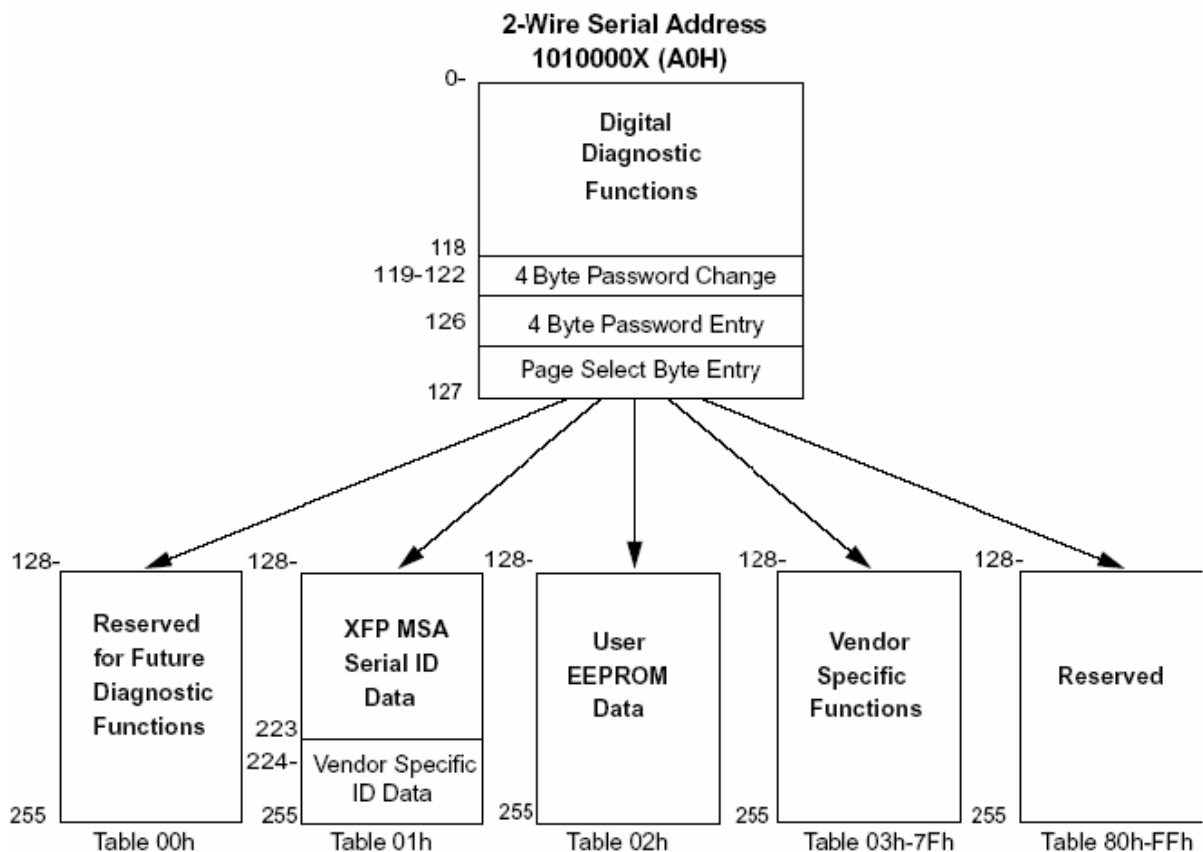 2-Wire Serial Address
1010000X (A0H)
0-
Digital
Diagnostic
Functions
118
119-122
4 Byte Password Change
126
4 Byte Password Entry
Page Select Byte Entry
127
128-
Reserved
for Future
Diagnostic
Functions
255
Table 00h
128-
XFP MSA
Serial ID
Data
223
224-
Vendor Specific
ID Data
255
Table 01h
128-
User
EEPROM
Data
255
Table 02h
128-
Vendor
Specific
Functions
255
Table 03h-7Fh
128-
Reserved
255
Table 80h-FFh